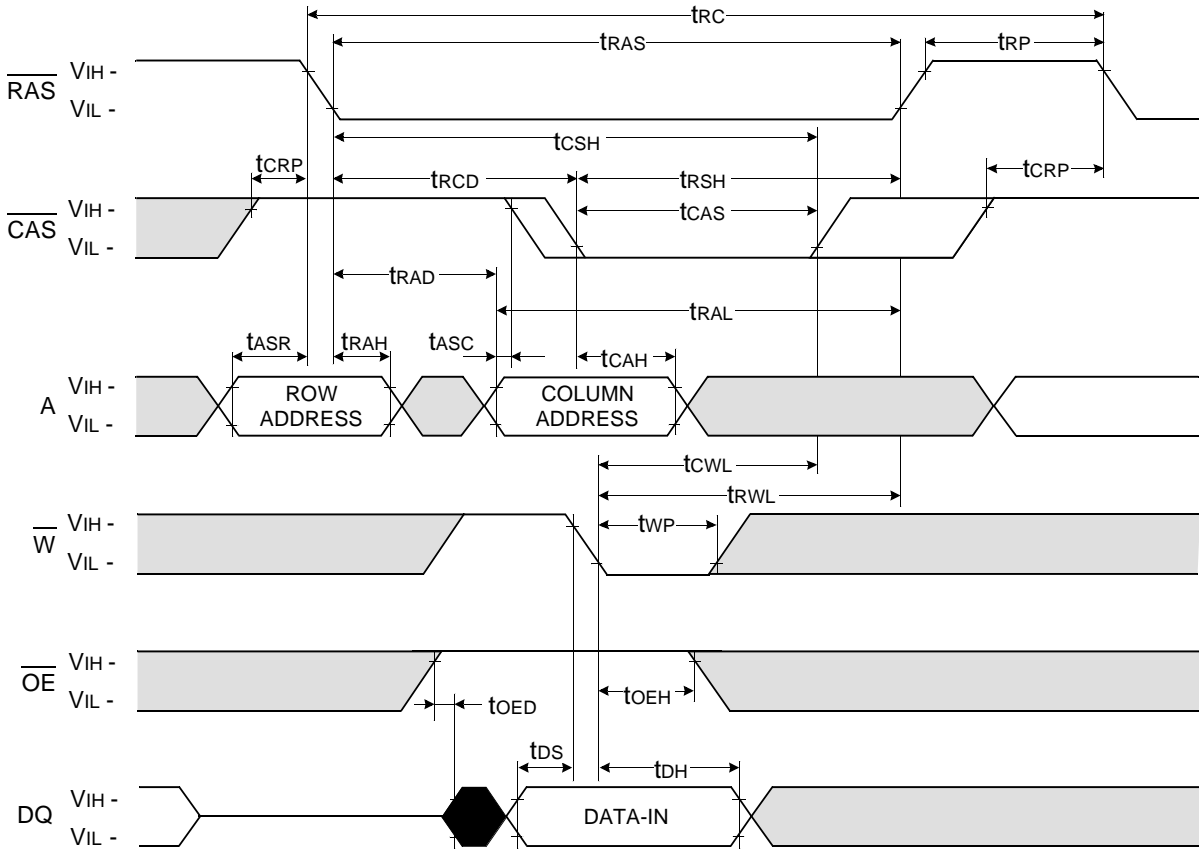 tRC
tRAS
tRP
RAS
VIH -
VIL -
tCSH
tCRP
tRCD
tRSH
tCRP
CAS
VIH -
VIL -
tCAS
tRAD
tRAL
tASR
tRAH
tASC
tCAH
A
VIH -
VIL -
ROW
ADDRESS
COLUMN
ADDRESS
tCWL
tRWL
W
VIH -
VIL -
tWP
OE
VIH -
VIL -
tOED
tOEH
tDS
tDH
DQ
VIH -
VIL -
DATA-IN